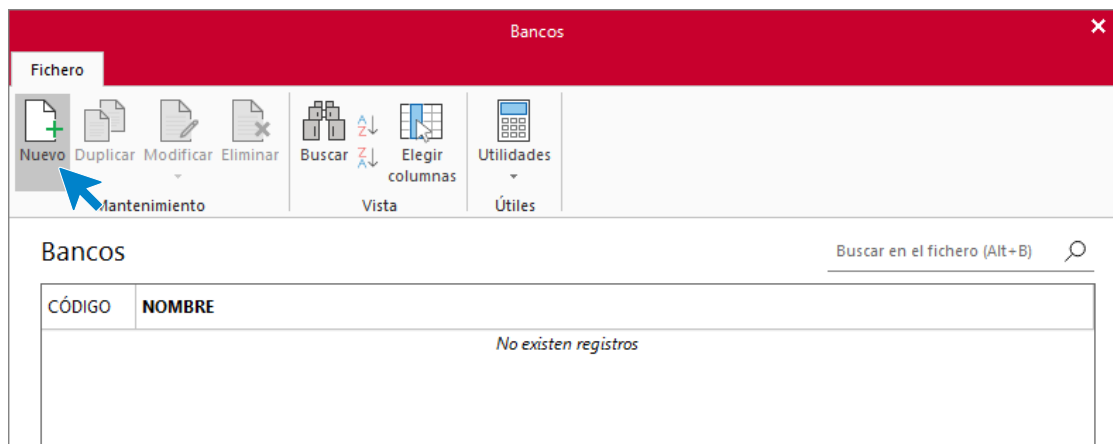 Bancos
Fichero
Nuevo Duplicar Modificar Eliminar Buscar Elegir columnas Utilidades
Mantenimiento Vista Útiles
Bancos Buscar en el fichero (Alt+B)
CÓDIGO NOMBRE
No existen registros